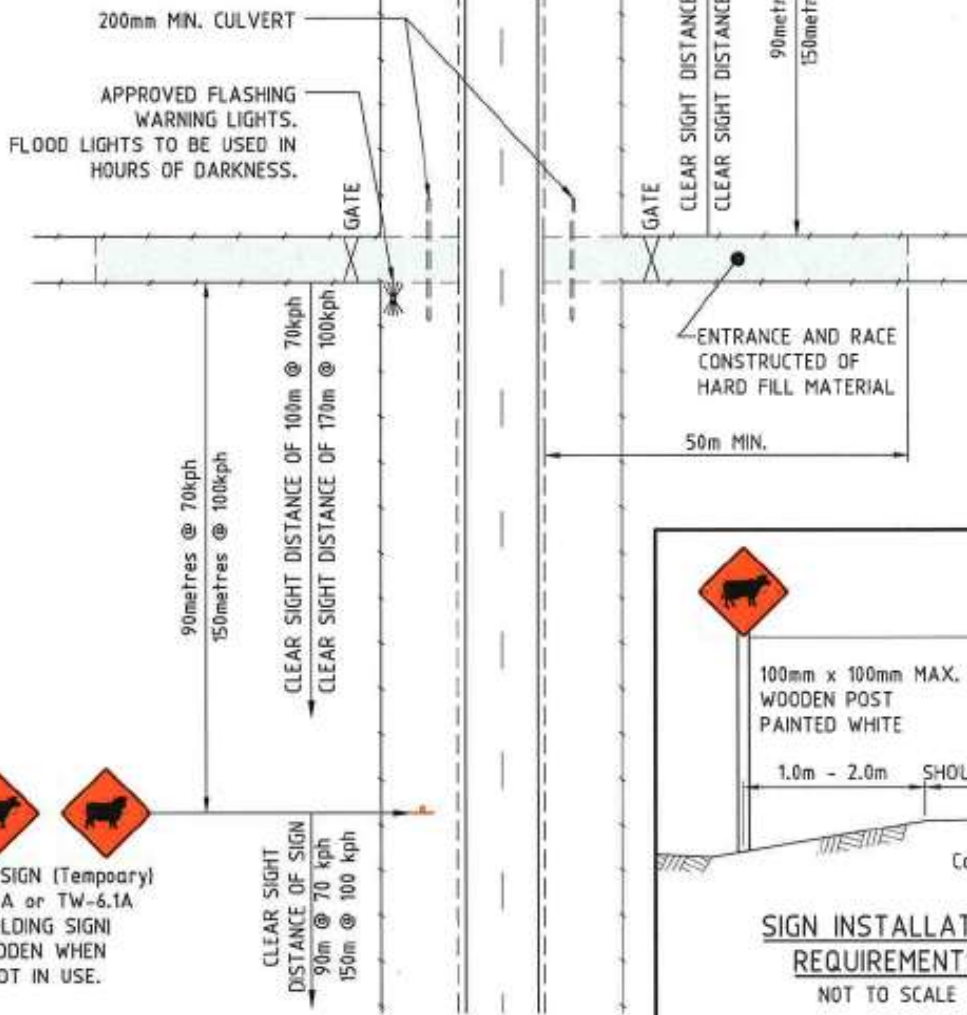 200mm MIN. CULVERT
APPROVED FLASHING
WARNING LIGHTS.
FLOOD LIGHTS TO BE USED IN
HOURS OF DARKNESS.
CLEAR SIGHT DISTANCE
CLEAR SIGHT DISTANCE
90metr
150metr
GATE
GATE
ENTRANCE AND RACE
CONSTRUCTED OF
HARD FILL MATERIAL
50m MIN.
90metres @ 70kph
150metres @ 100kph
CLEAR SIGHT DISTANCE OF 100m @ 70kph
CLEAR SIGHT DISTANCE OF 170m @ 100kph
100mm x 100mm MAX.
WOODEN POST
PAINTED WHITE
1.0m - 2.0m
SHOU
SIGN (Tempoary)
A or TW-6.1A
LDING SIGNI
DDEN WHEN
OT IN USE.
CLEAR SIGHT
DISTANCE OF SIGN
90m @ 70 kph
150m @ 100 kph
Co
SIGN INSTALLAT
REQUIREMENT
NOT TO SCALE